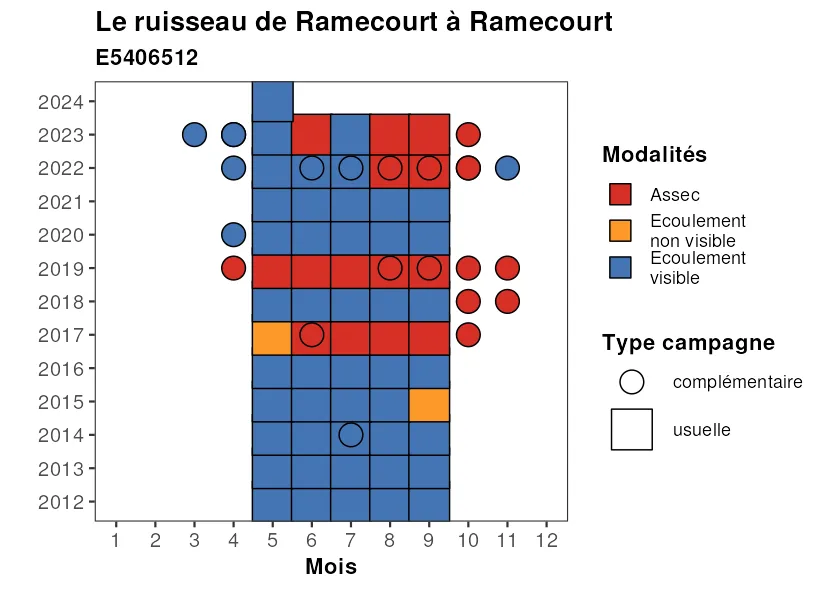 Le ruisseau de Ramecourt à Ramecourt
E5406512
2024
2023
2022
2021
2020
2019
2018
2017
2016
2015
2014
2013
2012
1 2 3 4 5 6 7 8 9 10 11 12
Mois
Modalités
Assec
Ecoulement
non visible
Ecoulement
visible
Type campagne
complémentaire
usuelle